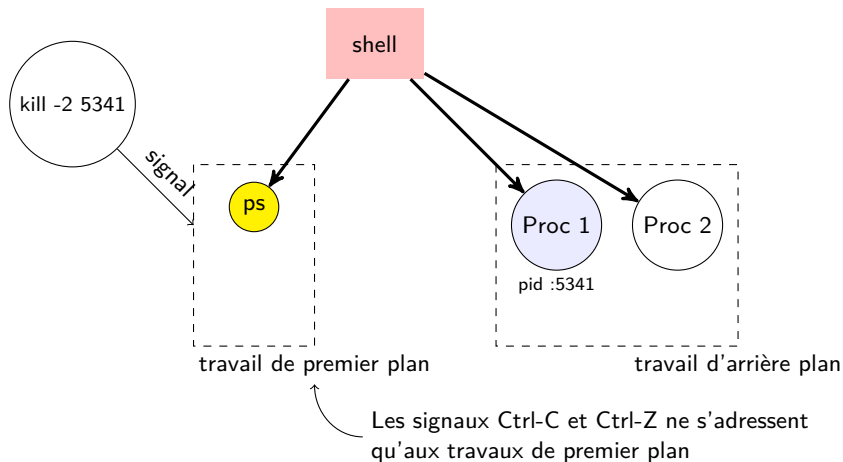 shell
kill -2 5341
signal
ps
Proc 1
Proc 2
pid :5341
travail de premier plan
travail d'arrière plan
Les signaux Ctrl-C et Ctrl-Z ne s'adressent
qu'aux travaux de premier plan